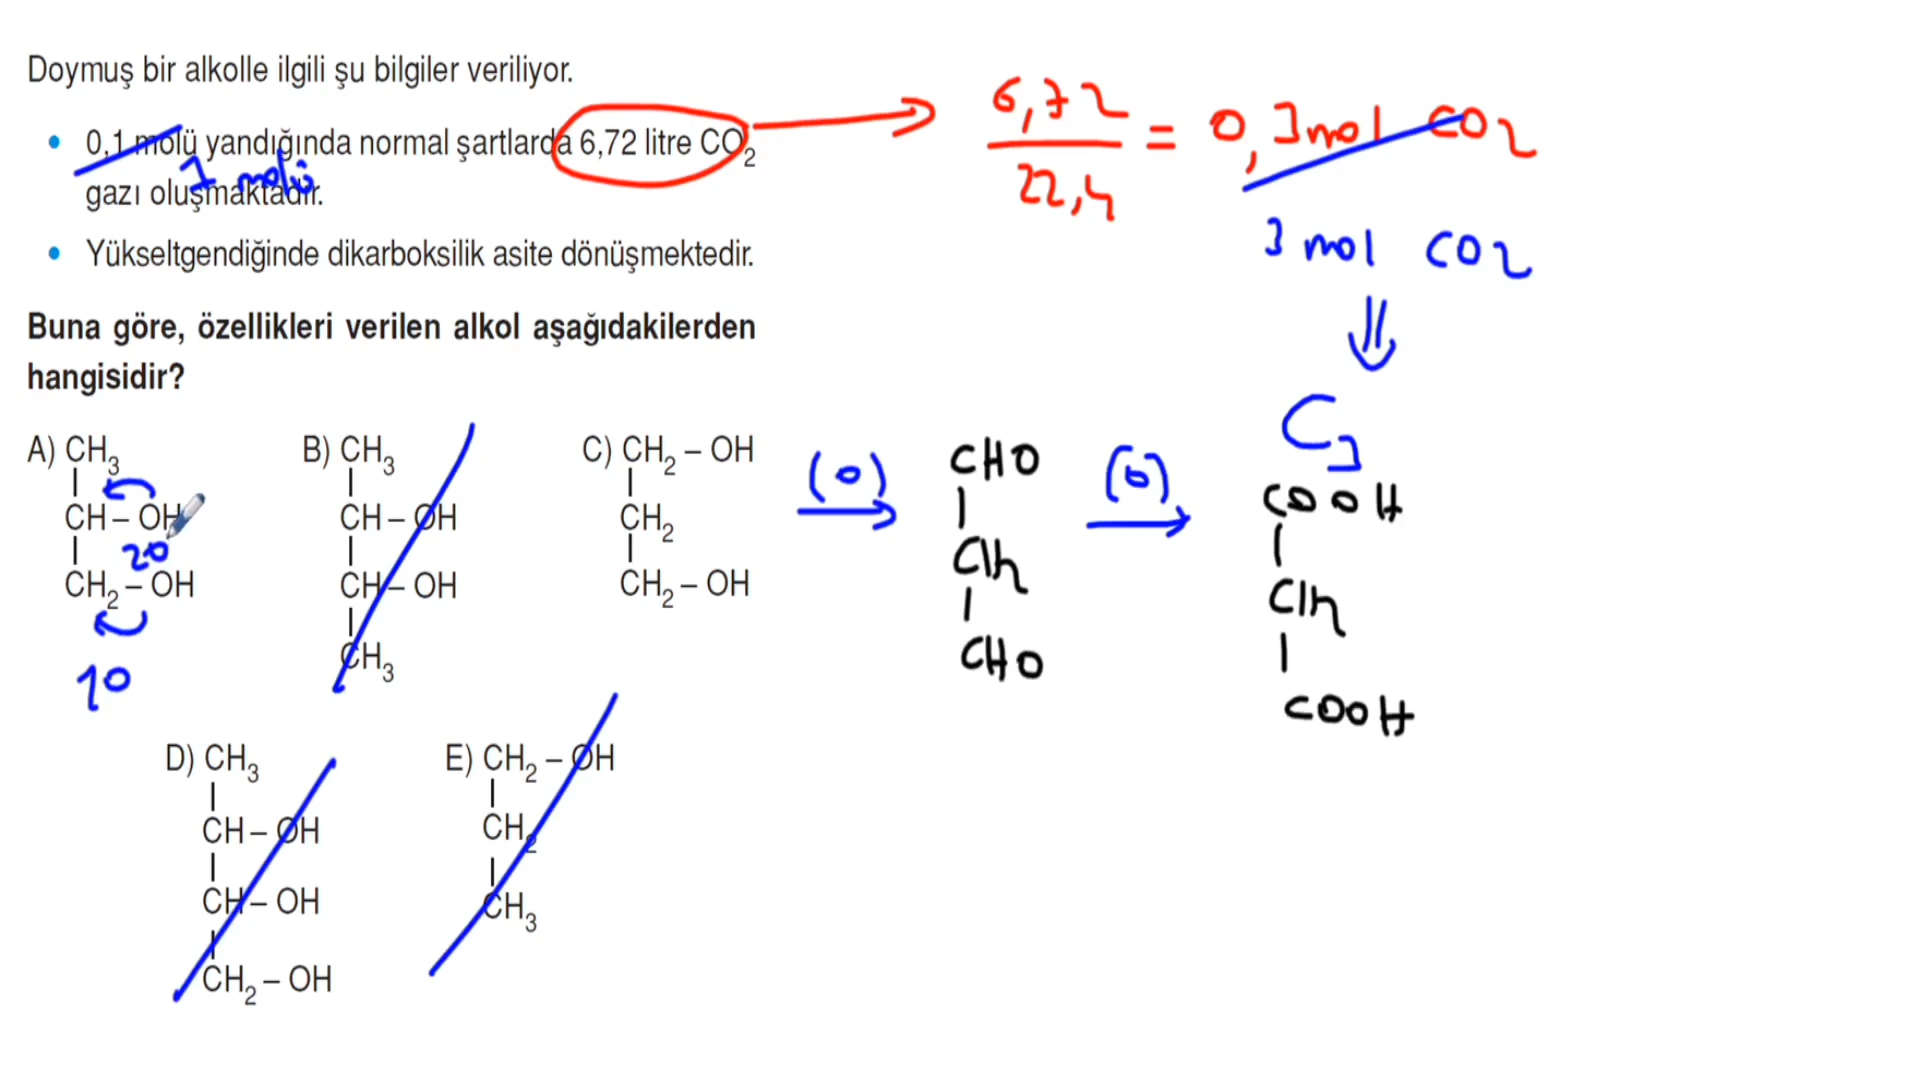 Doymuş bir alkolle ilgili şu bilgiler veriliyor.
• 0,1 molü yandığında normal şartlarda 6,72 litre CO₂
gazı oluşmaktadır.
1 molü
• Yükseltgendiğinde dikarboksilik asite dönüşmektedir.
Buna göre, özellikleri verilen alkol aşağıdakilerden
hangisidir?
6,72
22,4
= 0,3 mol CO2
3 mol CO2
C3
A) CH₃
CH – OH
20
CH₂ – OH
10
B) CH₃
CH – OH
CH – OH
CH₃
C) CH₂ – OH
CH₂
CH₂ – OH
(0)
CHO
CH2
CHO
(0)
COOH
CH2
COOH
D) CH₃
CH – OH
CH – OH
CH₂ – OH
E) CH₂ – OH
CH₂
CH₃